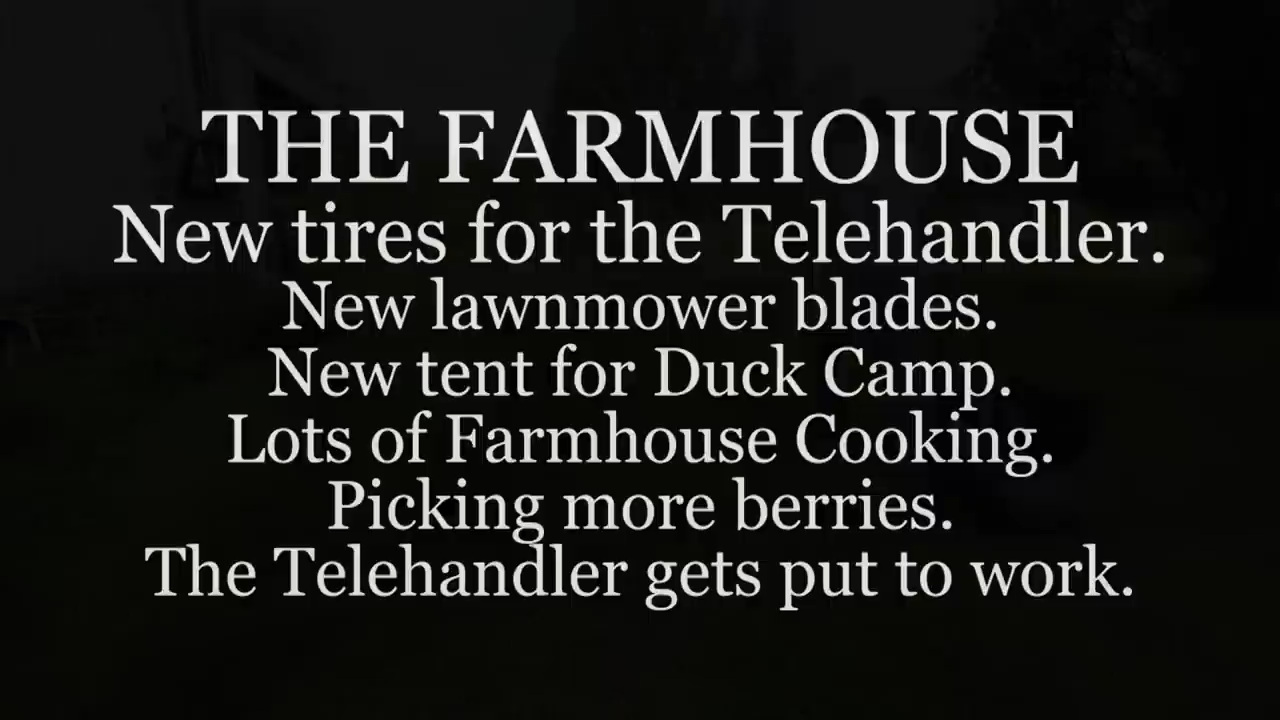 THE FARMHOUSE
New tires for the Telehandler.
New lawnmower blades.
New tent for Duck Camp.
Lots of Farmhouse Cooking.
Picking more berries.
The Telehandler gets put to work.